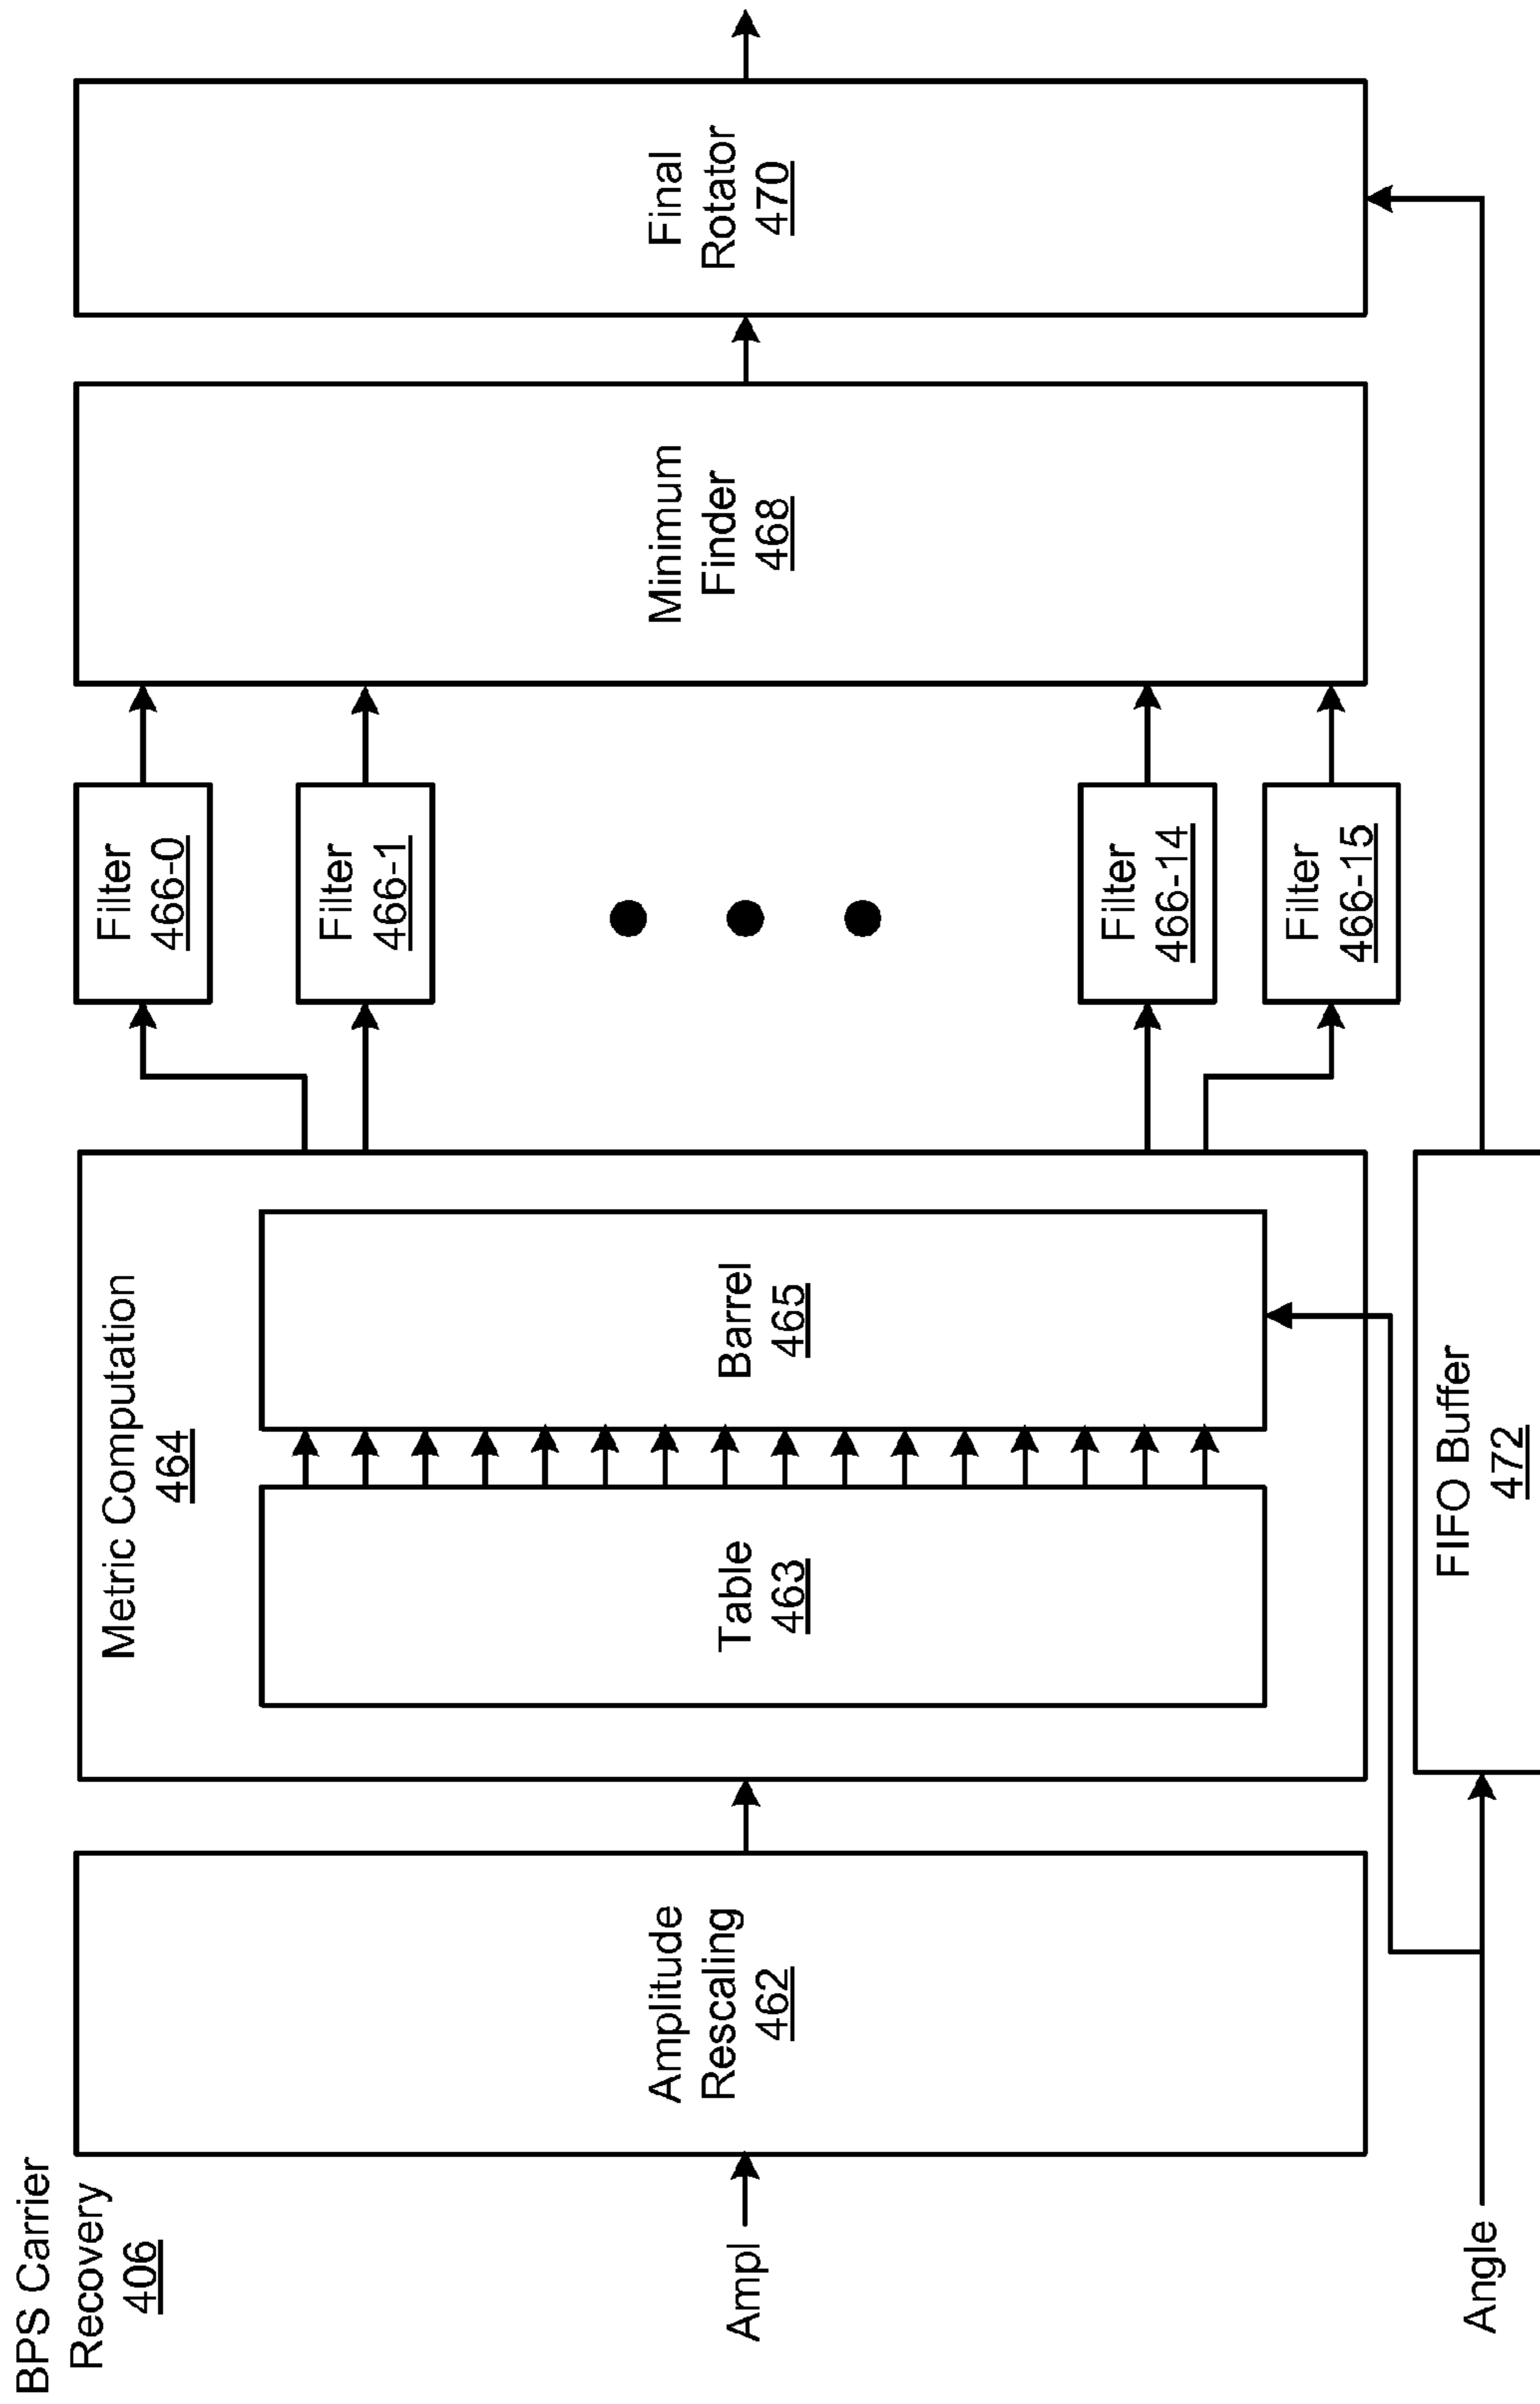 BPS Carrier
Recovery
406
Ampl
Angle
Amplitude
Rescaling
462
Metric Computation
464
Table
463
Barrel
465
FIFO Buffer
472
Filter
466-0
Filter
466-1
Filter
466-14
Filter
466-15
Minimum
Finder
468
Final
Rotator
470